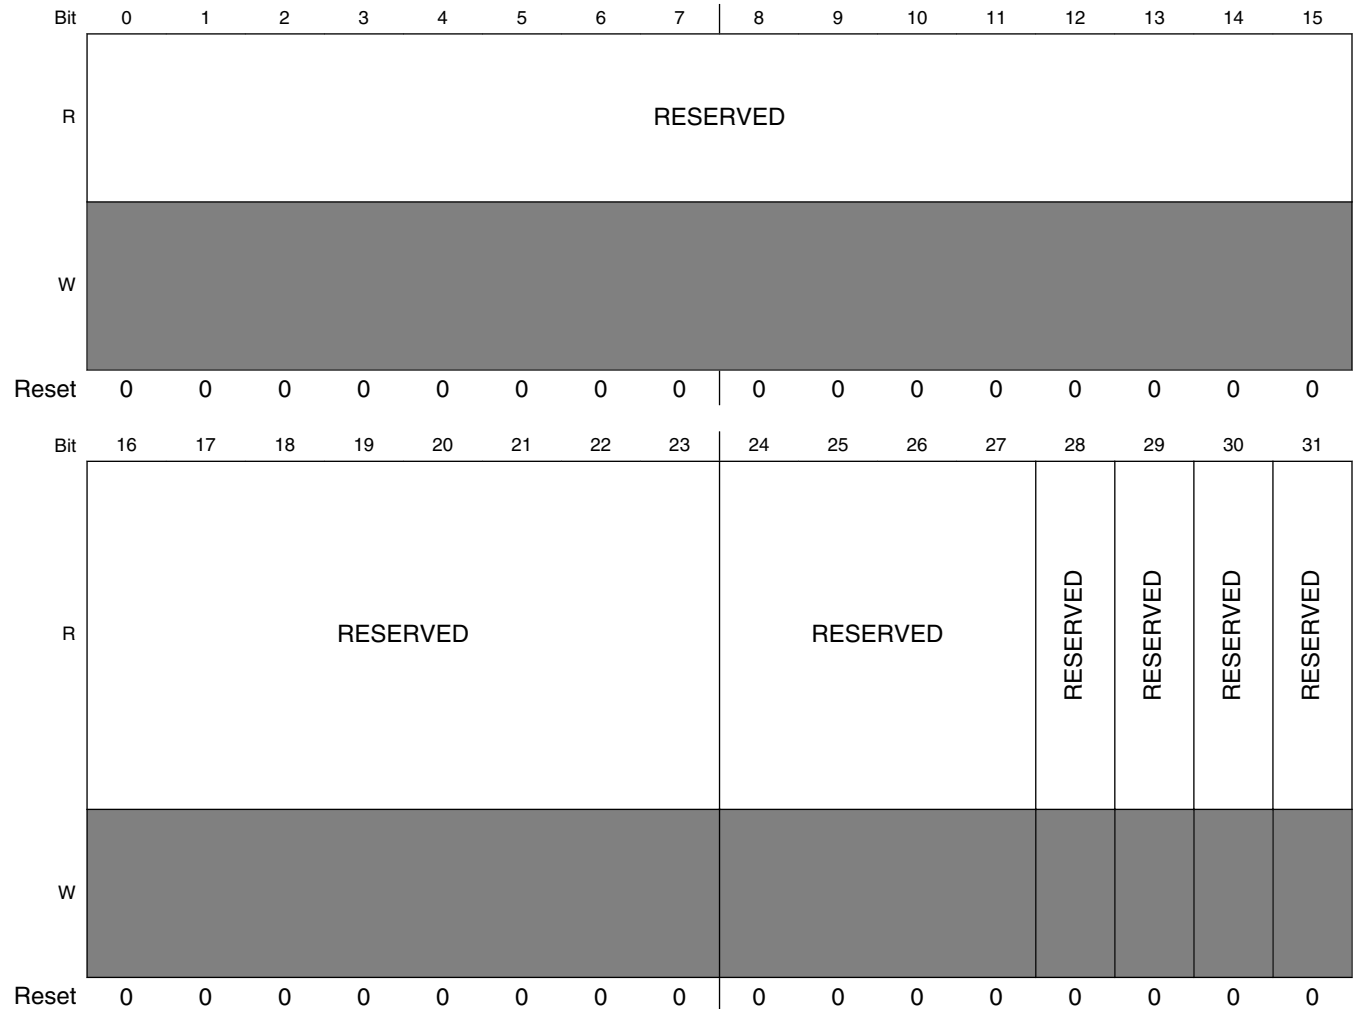 Bit 0 1 2 3 4 5 6 7 8 9 10 11 12 13 14 15
R RESERVED
W
Reset 0 0 0 0 0 0 0 0 0 0 0 0 0 0 0 0
Bit 16 17 18 19 20 21 22 23 24 25 26 27 28 29 30 31
R RESERVED RESERVED RESERVED RESERVED RESERVED RESERVED
W
Reset 0 0 0 0 0 0 0 0 0 0 0 0 0 0 0 0